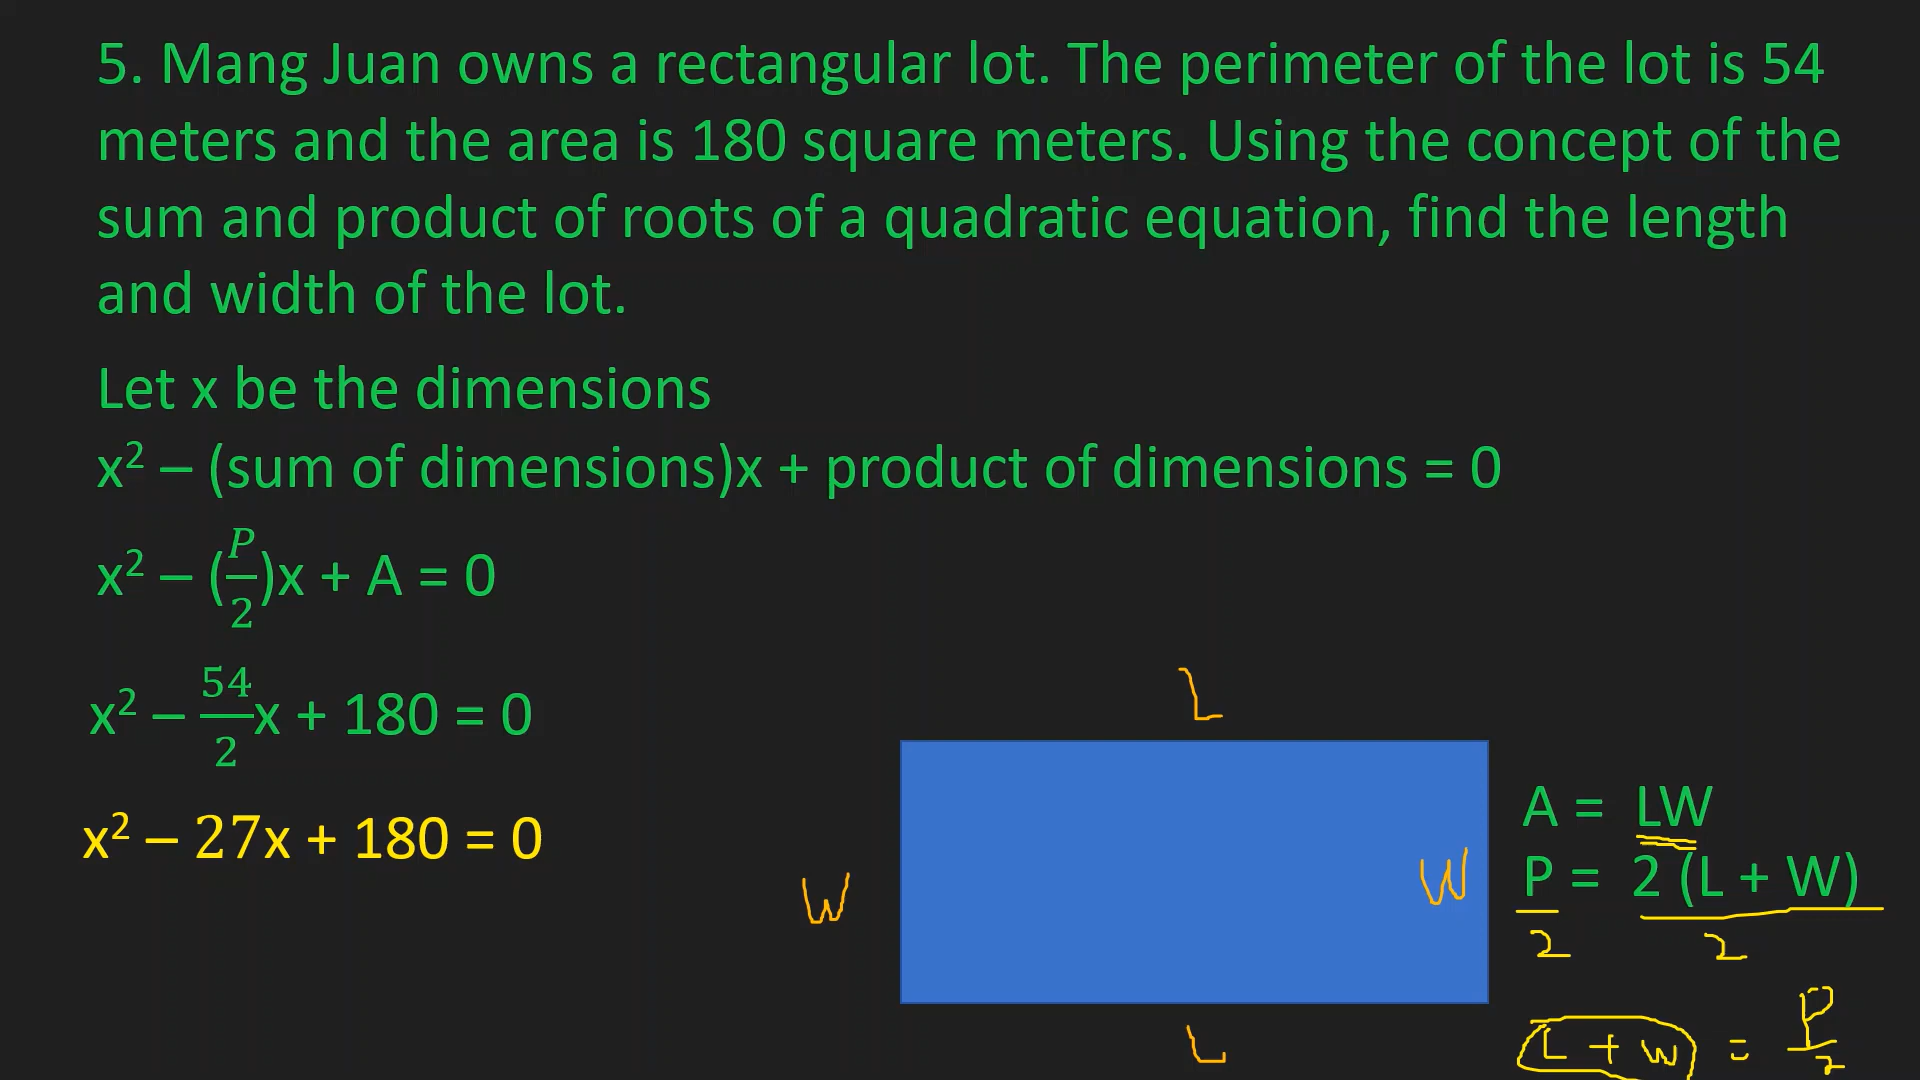 5. Mang Juan owns a rectangular lot. The perimeter of the lot is 54
meters and the area is 180 square meters. Using the concept of the
sum and product of roots of a quadratic equation, find the length
and width of the lot.
Let x be the dimensions
x² – (sum of dimensions)x + product of dimensions = 0
x² – (P/2)x + A = 0
x² – 54/2 x + 180 = 0
x² – 27x + 180 = 0
L
W
W
L
A = LW
P = 2 (L + W)
2 2
L + W = P/2